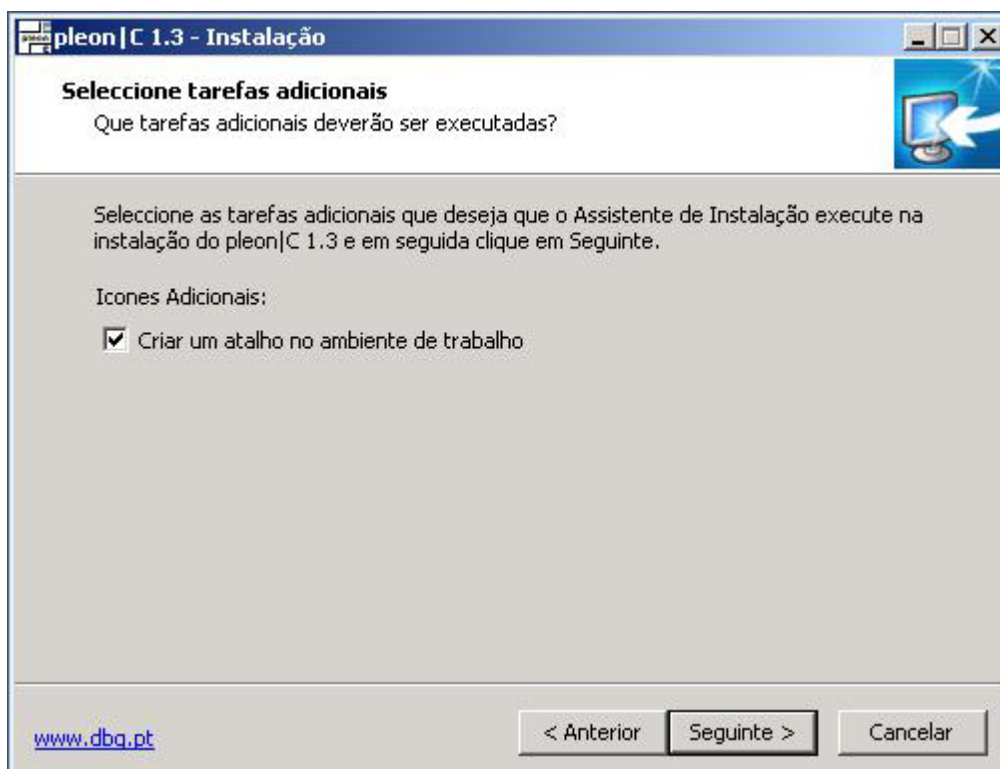 pleon|C 1.3 - Instalação
Seleccione tarefas adicionais
Que tarefas adicionais deverão ser executadas?
Seleccione as tarefas adicionais que deseja que o Assistente de Instalação execute na
instalação do pleon|C 1.3 e em seguida clique em Seguinte.
Icones Adicionais:
Criar um atalho no ambiente de trabalho
www.dbq.pt
< Anterior
Seguinte >
Cancelar